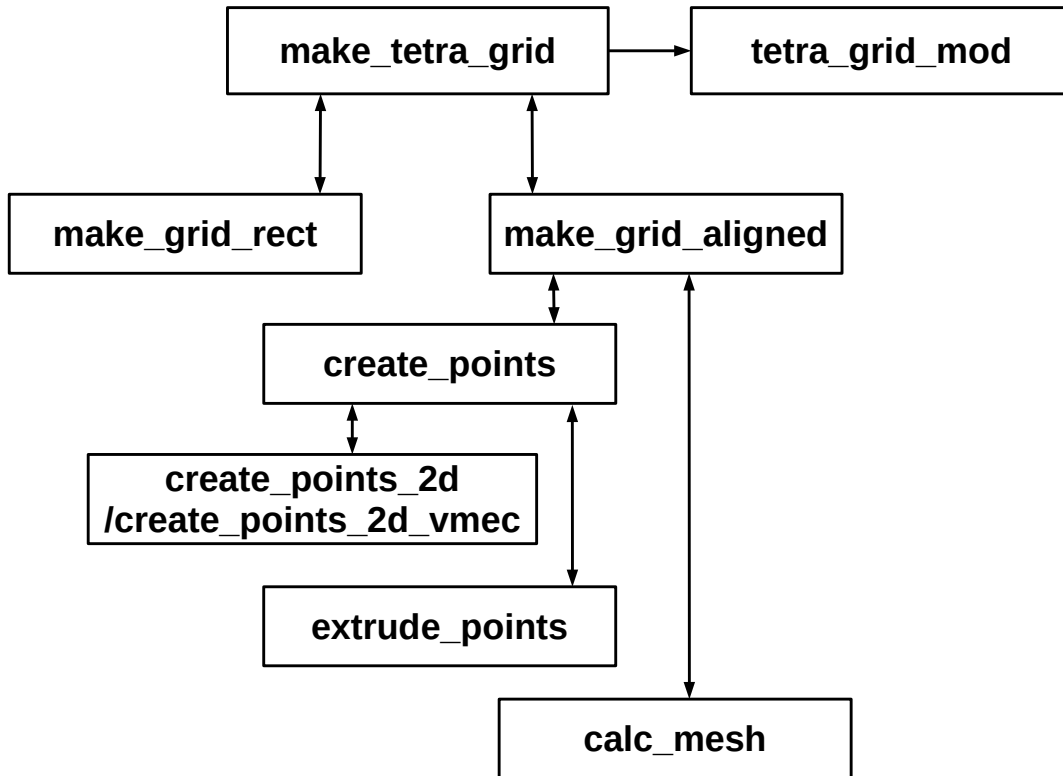 make_tetra_grid
tetra_grid_mod
make_grid_rect
make_grid_aligned
create_points
create_points_2d
/create_points_2d_vmec
extrude_points
calc_mesh